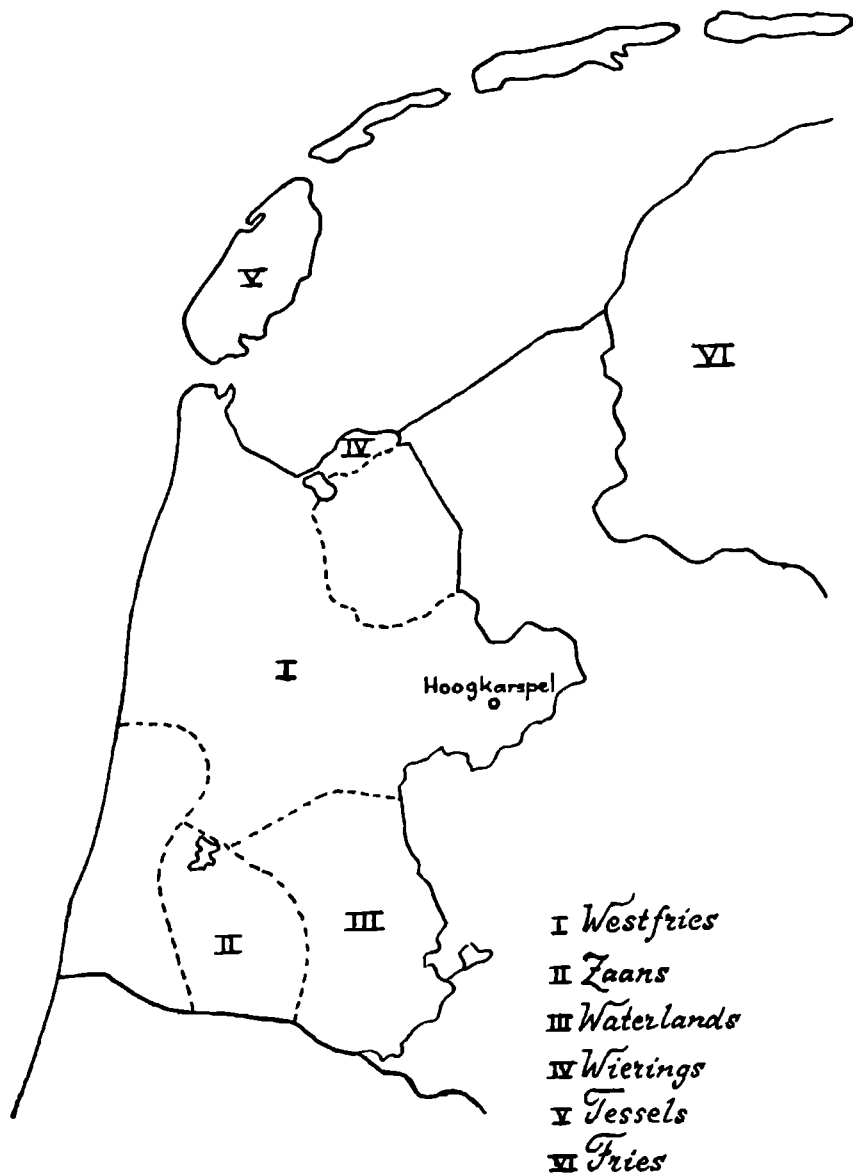 V
VI
IV
I
Hoogkarspel
III
II
I Westfries
II Zaans
III Waterlands
IV Wierings
V Tessels
VI Fries